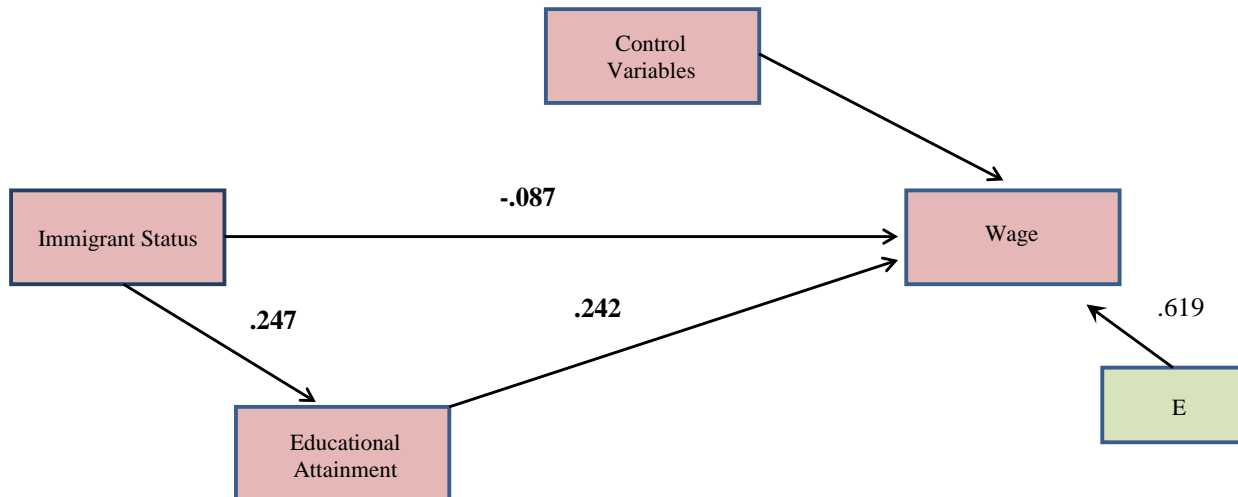 Control
Variables
-.087
Immigrant Status
Wage
.247
.242
.619
E
Educational
Attainment